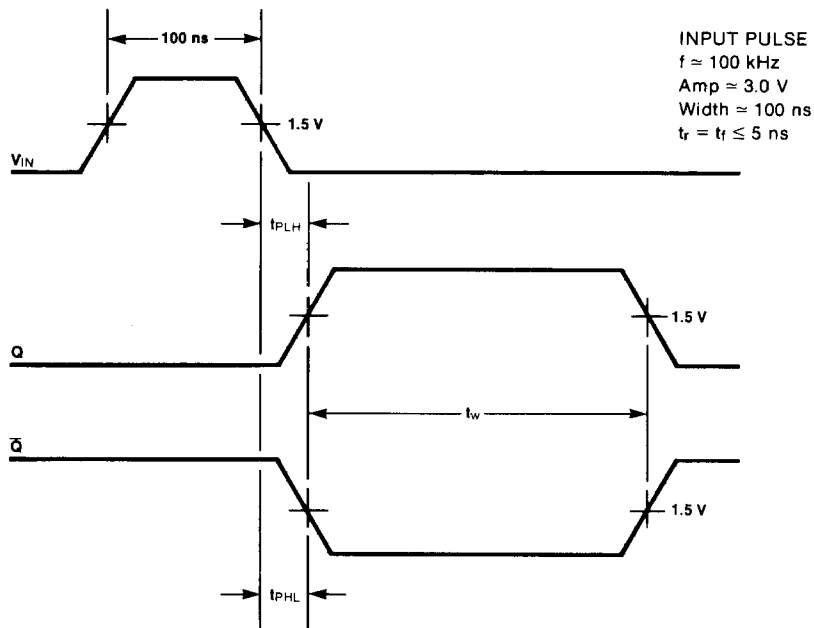 100 ns
INPUT PULSE
f ≃ 100 kHz
Amp ≃ 3.0 V
Width ≃ 100 ns
tr = tf ≤ 5 ns
1.5 V
VIN
tPLH
1.5 V
Q
tw
Q̅
1.5 V
tPHL